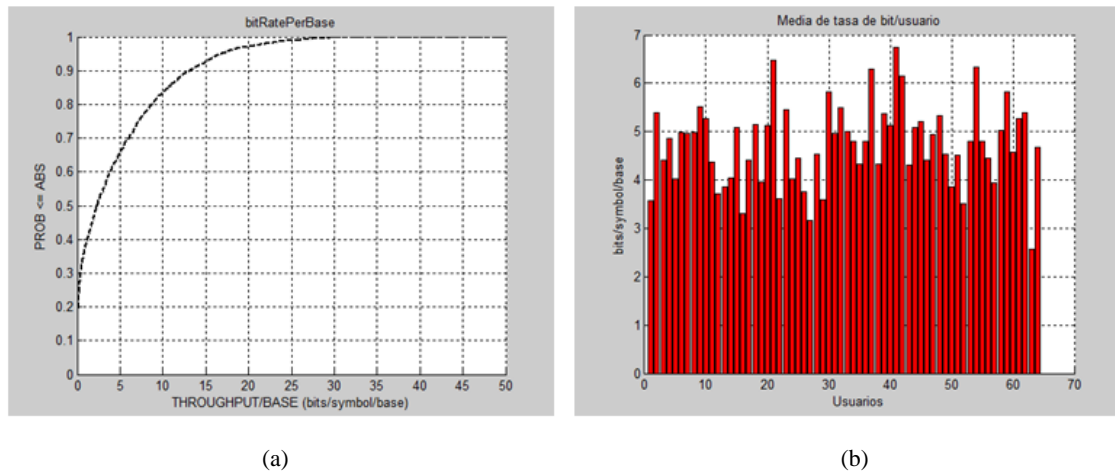 bitRatePerBase
1
0.9
0.8
0.7
0.6
0.5
0.4
0.3
0.2
0.1
0
PROB <= ABS
0 5 10 15 20 25 30 35 40 45 50
THROUGHPUT/BASE (bits/symbol/base)
(a)
Media de tasa de bit/usuario
7
6
5
4
3
2
1
0
bits/symbol/base
0 10 20 30 40 50 60 70
Usuarios
(b)